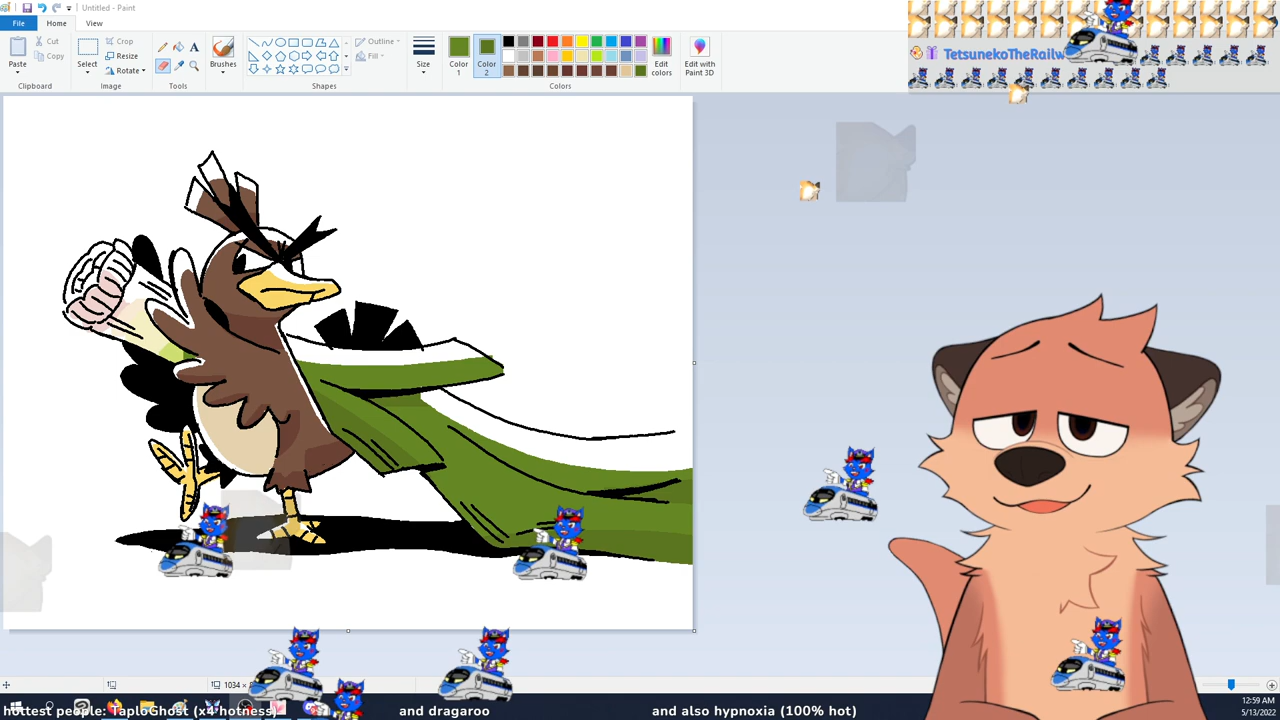 Untitled - Paint
File
Home
View
Paste
Cut
Copy
Clipboard
Select
Crop
Resize
Rotate
Image
A
Tools
Brushes
Outline
Fill
Shapes
Size
Color 1
Color 2
Edit colors
Colors
Edit with Paint 3D
TetsunekoTheRailw
1034 ×
12:59 AM
5/13/2022
hottest people: TaploGhost (x4 hotness)
and dragaroo
and also hypnoxia (100% hot)